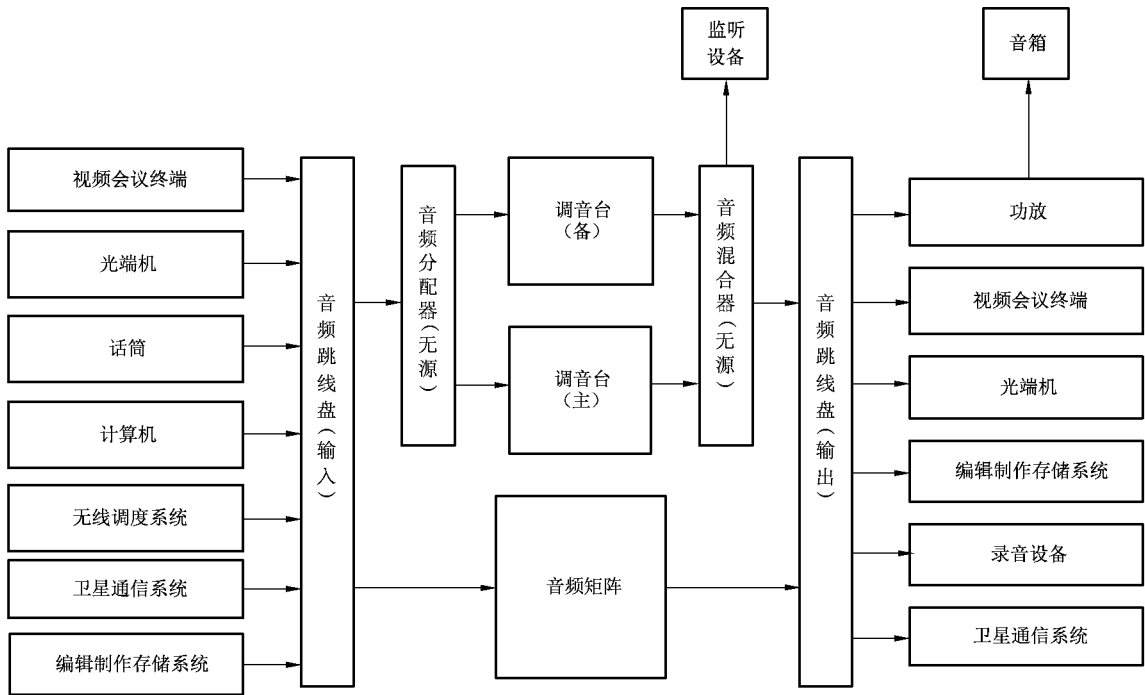 监听
设备
音箱
视频会议终端
光端机
话筒
计算机
无线调度系统
卫星通信系统
编辑制作存储系统
音频跳线盘(输入)
音频分配器(无源)
调音台
(备)
调音台
(主)
音频矩阵
音频混合器(无源)
音频跳线盘(输出)
功放
视频会议终端
光端机
编辑制作存储系统
录音设备
卫星通信系统